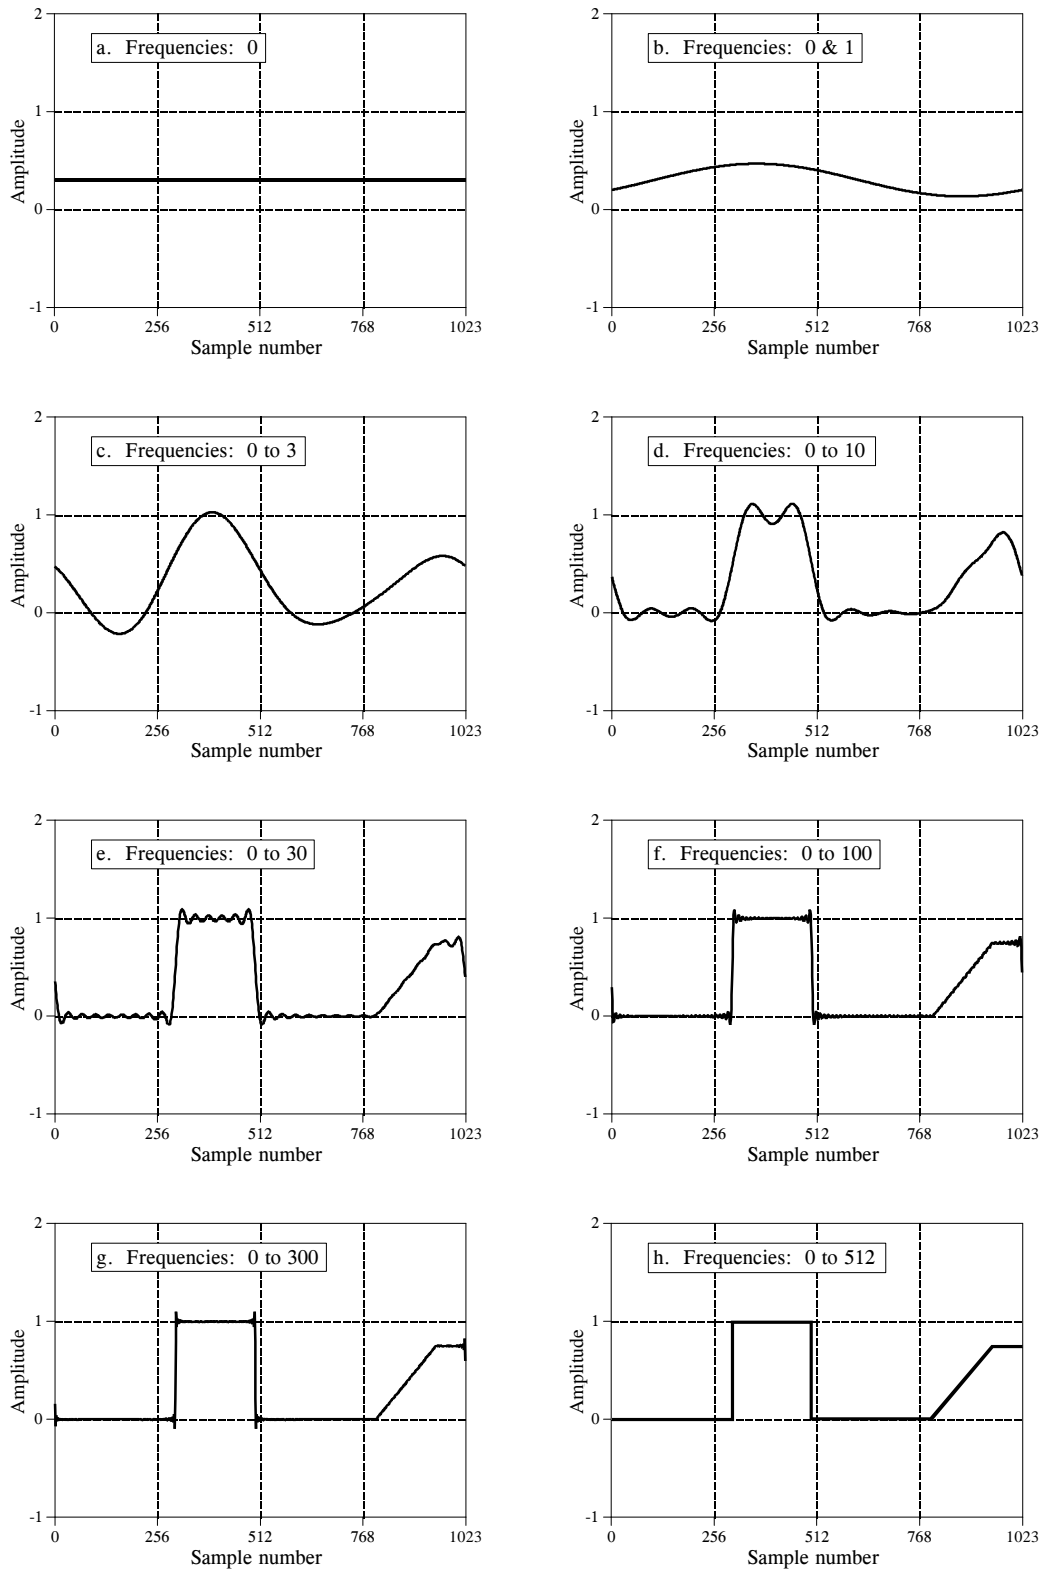 2
a. Frequencies: 0
1
Amplitude
0
-1
0 256 512 768 1023
Sample number
2
b. Frequencies: 0 & 1
1
Amplitude
0
-1
0 256 512 768 1023
Sample number
2
c. Frequencies: 0 to 3
1
Amplitude
0
-1
0 256 512 768 1023
Sample number
2
d. Frequencies: 0 to 10
1
Amplitude
0
-1
0 256 512 768 1023
Sample number
2
e. Frequencies: 0 to 30
1
Amplitude
0
-1
0 256 512 768 1023
Sample number
2
f. Frequencies: 0 to 100
1
Amplitude
0
-1
0 256 512 768 1023
Sample number
2
g. Frequencies: 0 to 300
1
Amplitude
0
-1
0 256 512 768 1023
Sample number
2
h. Frequencies: 0 to 512
1
Amplitude
0
-1
0 256 512 768 1023
Sample number